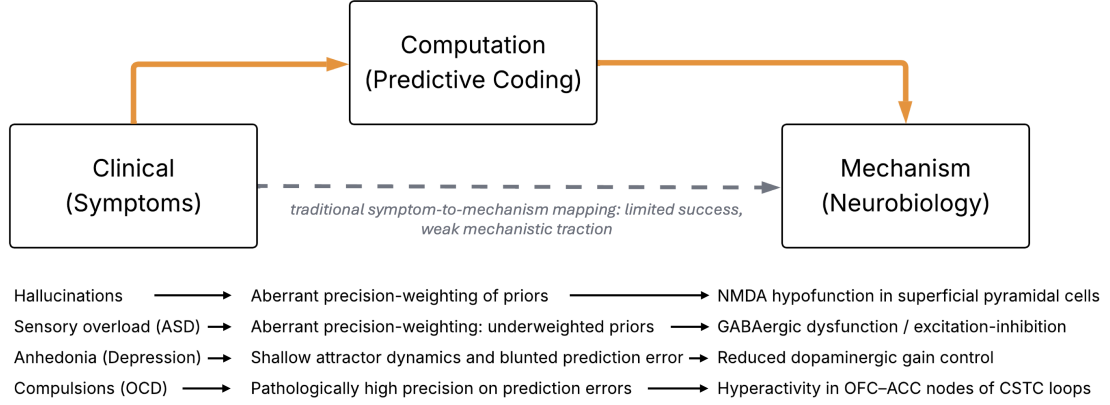 Computation
(Predictive Coding)
Clinical
(Symptoms)
Mechanism
(Neurobiology)
traditional symptom-to-mechanism mapping: limited success,
weak mechanistic traction
Hallucinations Aberrant precision-weighting of priors NMDA hypofunction in superficial pyramidal cells
Sensory overload (ASD) Aberrant precision-weighting: underweighted priors GABAergic dysfunction / excitation-inhibition
Anhedonia (Depression) Shallow attractor dynamics and blunted prediction error Reduced dopaminergic gain control
Compulsions (OCD) Pathologically high precision on prediction errors Hyperactivity in OFC–ACC nodes of CSTC loops